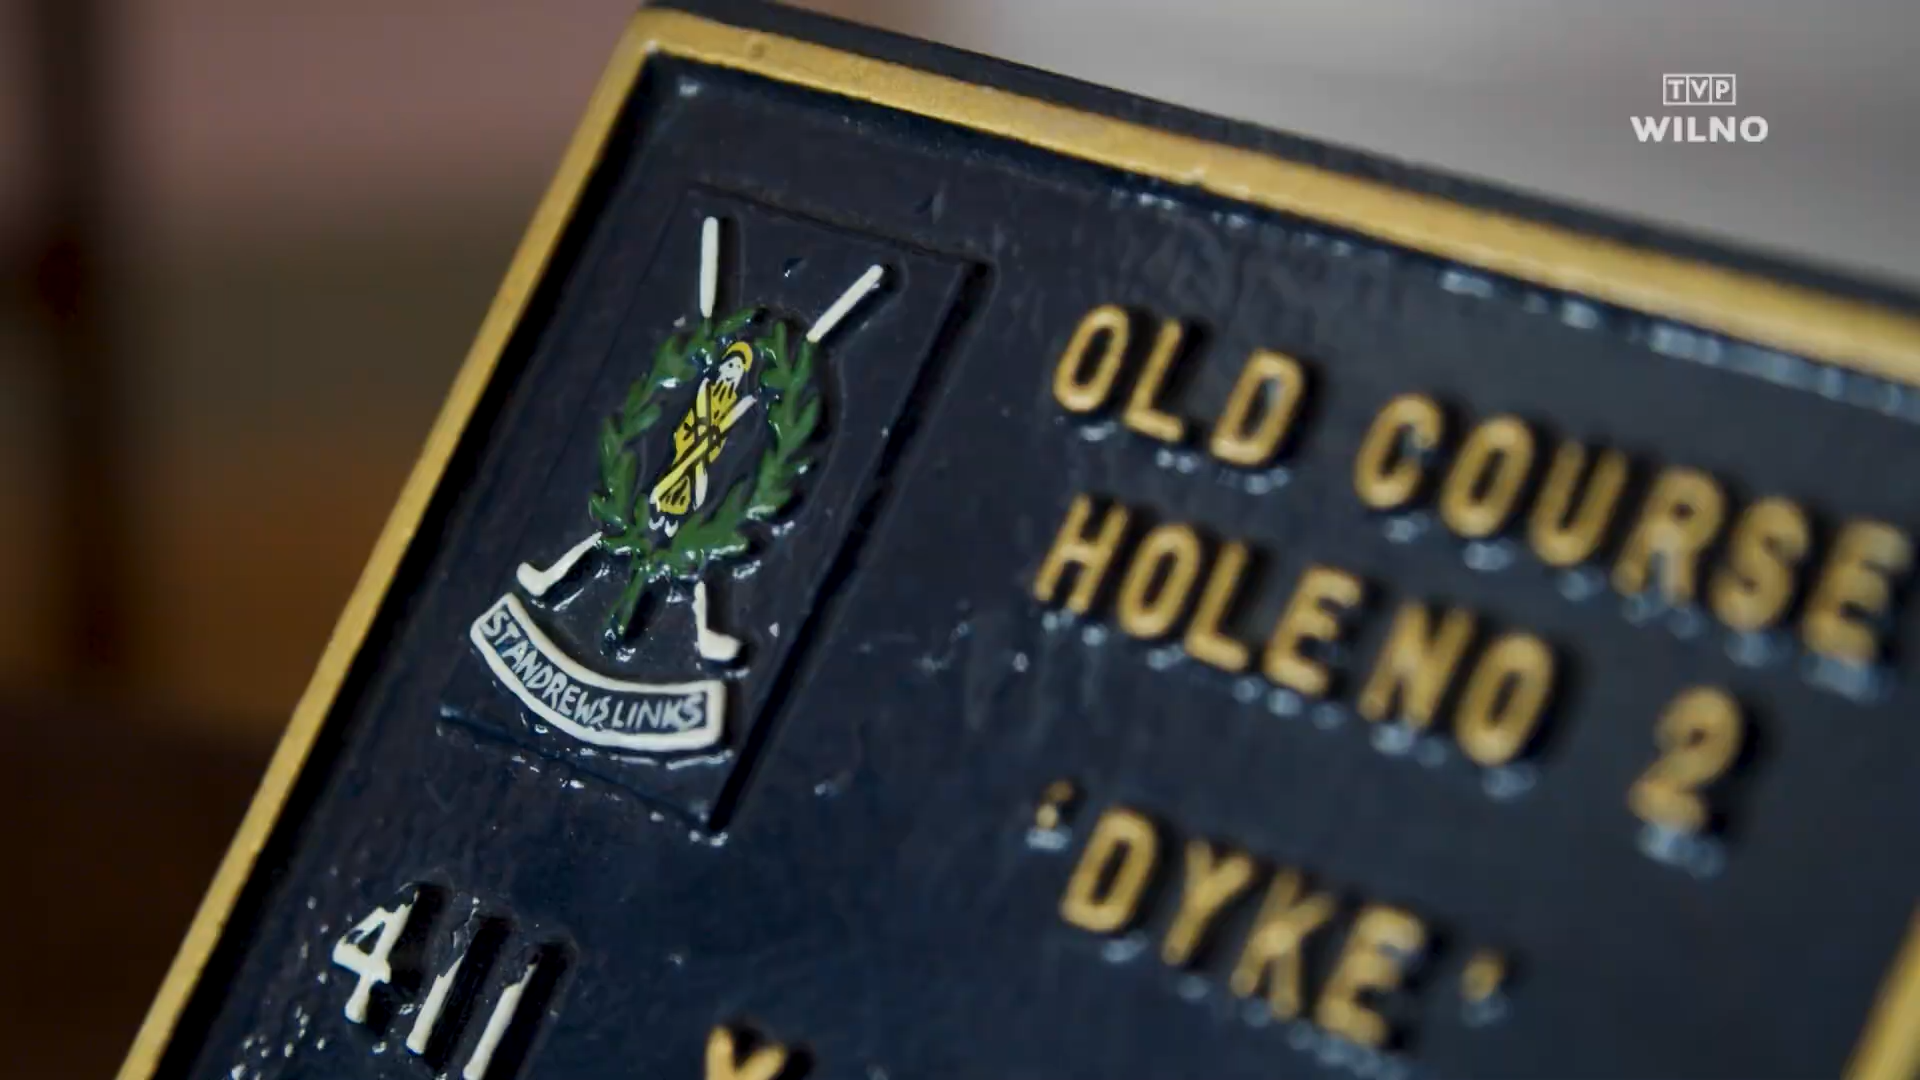 TVP
WILNO
OLD COURSE
HOLE NO 2
'DYKE'
ST ANDREWS LINKS
411
Y